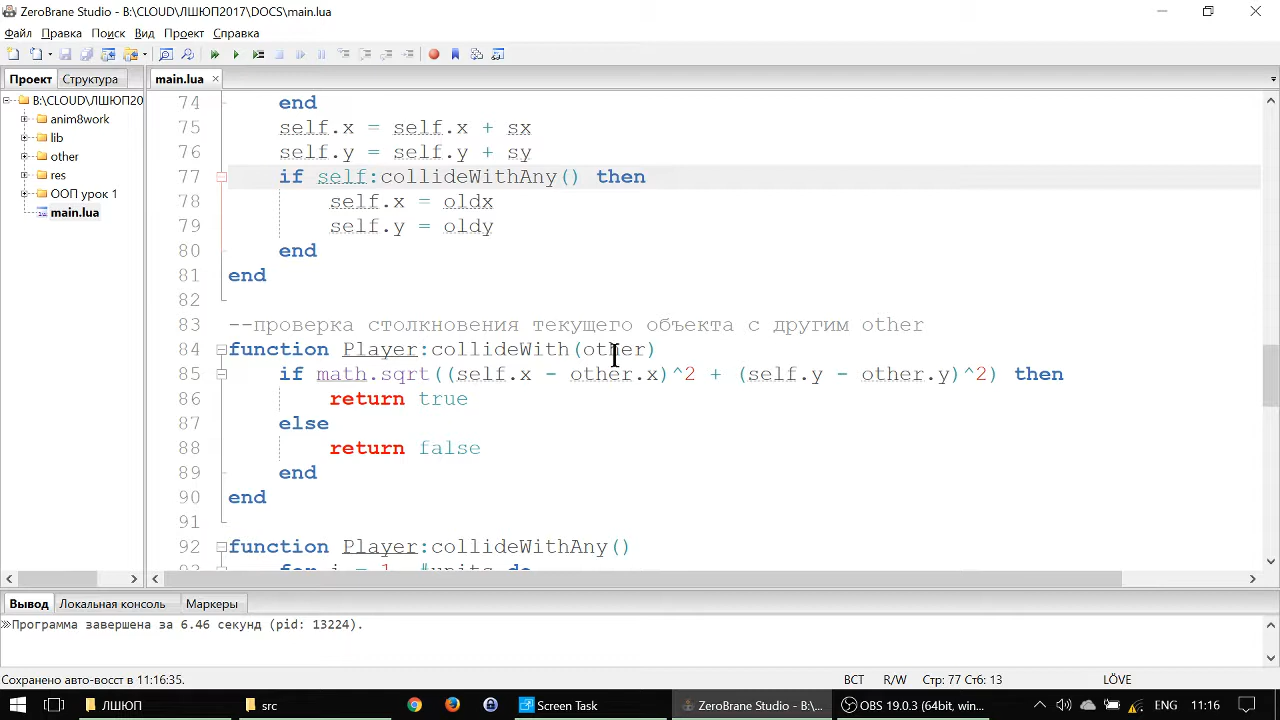 ZeroBrane Studio - B:\CLOUD\ЛШЮП2017\DOCS\main.lua
Файл Правка Поиск Вид Проект Справка
Проект Структура main.lua
B:\CLOUD\ЛШЮП20
anim8work
lib
other
res
ООП урок 1
main.lua
74 end
75 self.x = self.x + sx
76 self.y = self.y + sy
77 if self:collideWithAny() then
78 self.x = oldx
79 self.y = oldy
80 end
81 end
82
83 --проверка столкновения текущего объекта с другим other
84 function Player:collideWith(other)
85 if math.sqrt((self.x - other.x)^2 + (self.y - other.y)^2) then
86 return true
87 else
88 return false
89 end
90 end
91
92 function Player:collideWithAny()
93 for i = 1, #units do
Вывод Локальная консоль Маркеры
Программа завершена за 6.46 секунд (pid: 13224).
Сохранено авто-восст в 11:16:35. ВСТ R/W Стр: 77 Стб: 13 LÖVE
ЛШЮП src Screen Task ZeroBrane Studio - B:\... OBS 19.0.3 (64bit, win... ENG 11:16